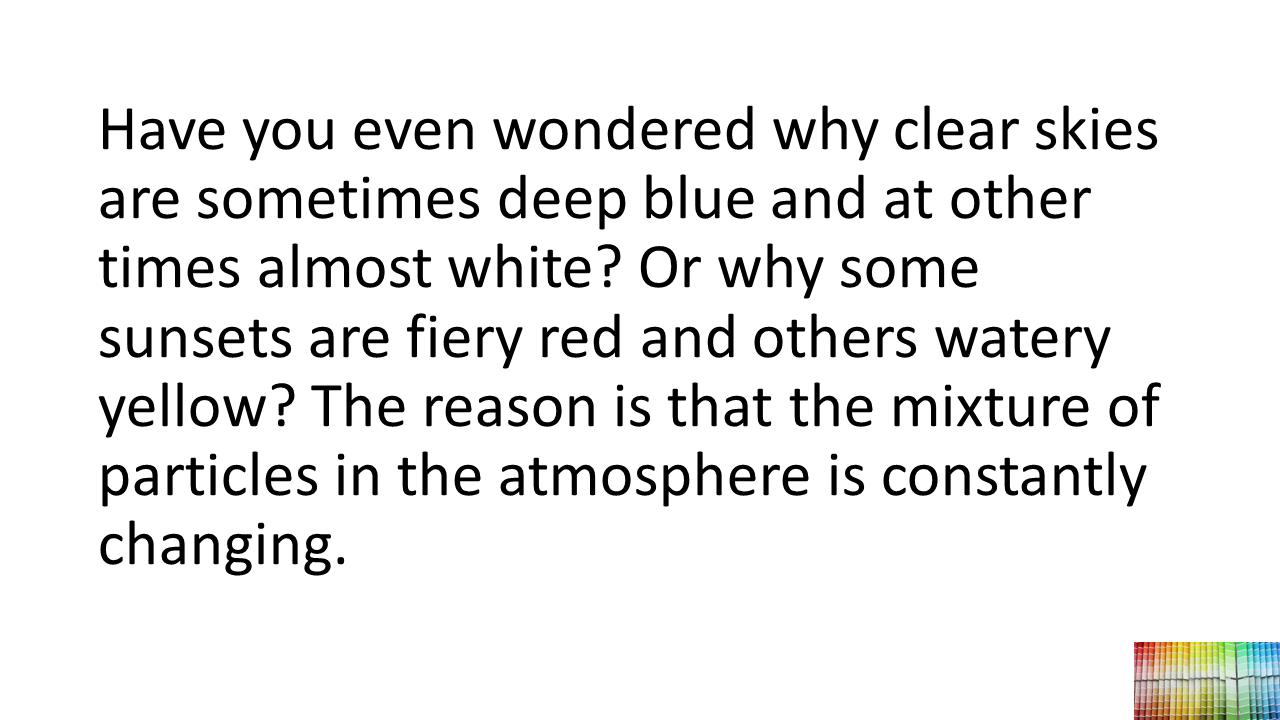 Have you even wondered why clear skies
are sometimes deep blue and at other
times almost white? Or why some
sunsets are fiery red and others watery
yellow? The reason is that the mixture of
particles in the atmosphere is constantly
changing.